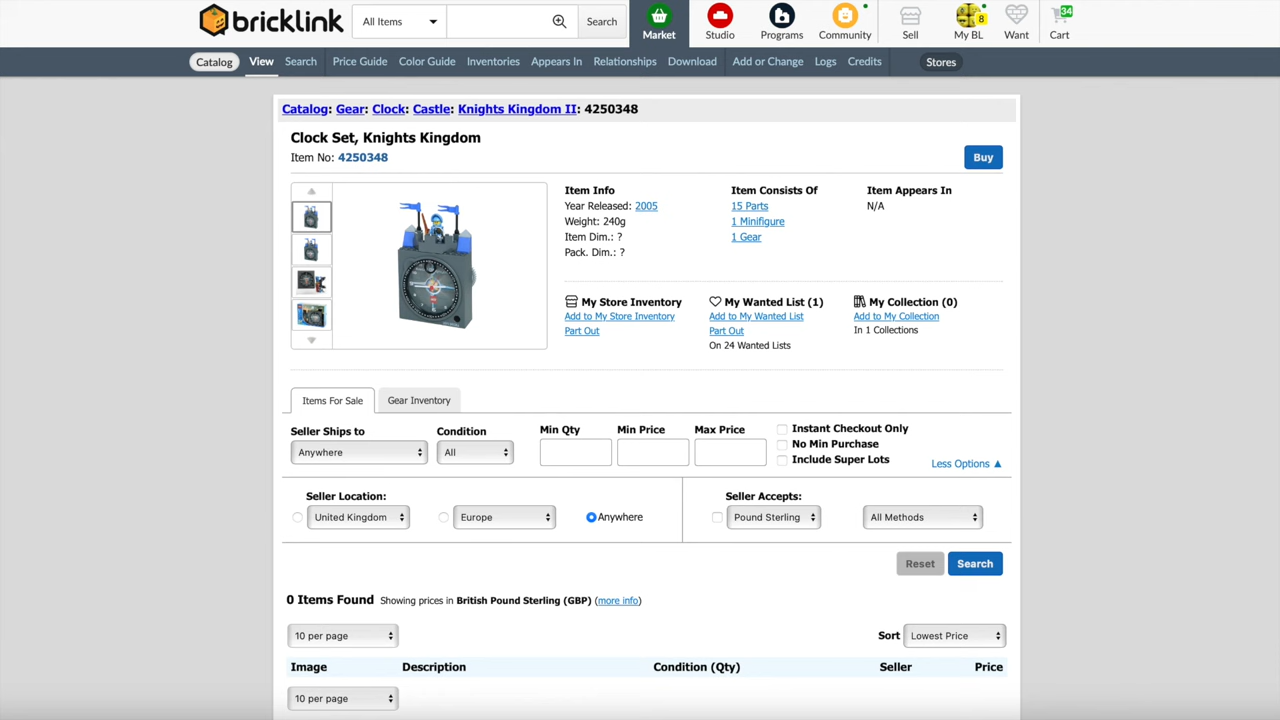 bricklink
All Items
Search
Market
Studio
Programs
Community
Sell
8
My BL
Want
34
Cart
Catalog
View
Search
Price Guide
Color Guide
Inventories
Appears In
Relationships
Download
Add or Change
Logs
Credits
Stores
Catalog: Gear: Clock: Castle: Knights Kingdom II: 4250348
Clock Set, Knights Kingdom
Item No: 4250348
Buy
Item Info
Year Released: 2005
Weight: 240g
Item Dim.: ?
Pack. Dim.: ?
Item Consists Of
15 Parts
1 Minifigure
1 Gear
Item Appears In
N/A
My Store Inventory
Add to My Store Inventory
Part Out
My Wanted List (1)
Add to My Wanted List
Part Out
On 24 Wanted Lists
My Collection (0)
Add to My Collection
In 1 Collections
Items For Sale
Gear Inventory
Seller Ships to
Anywhere
Condition
All
Min Qty
Min Price
Max Price
Instant Checkout Only
No Min Purchase
Include Super Lots
Less Options ▲
Seller Location:
United Kingdom
Europe
Anywhere
Seller Accepts:
Pound Sterling
All Methods
Reset
Search
0 Items Found Showing prices in British Pound Sterling (GBP) (more info)
10 per page
Sort Lowest Price
Image Description Condition (Qty) Seller Price
10 per page